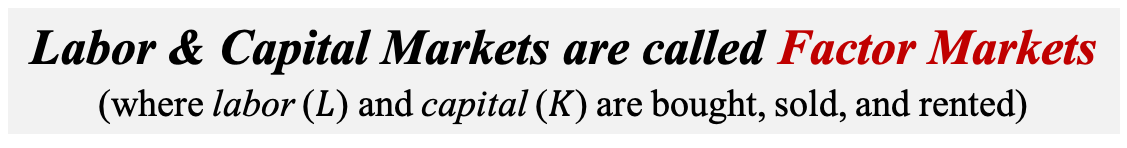 Labor & Capital Markets are called Factor Markets
(where labor (L) and capital (K) are bought, sold, and rented)